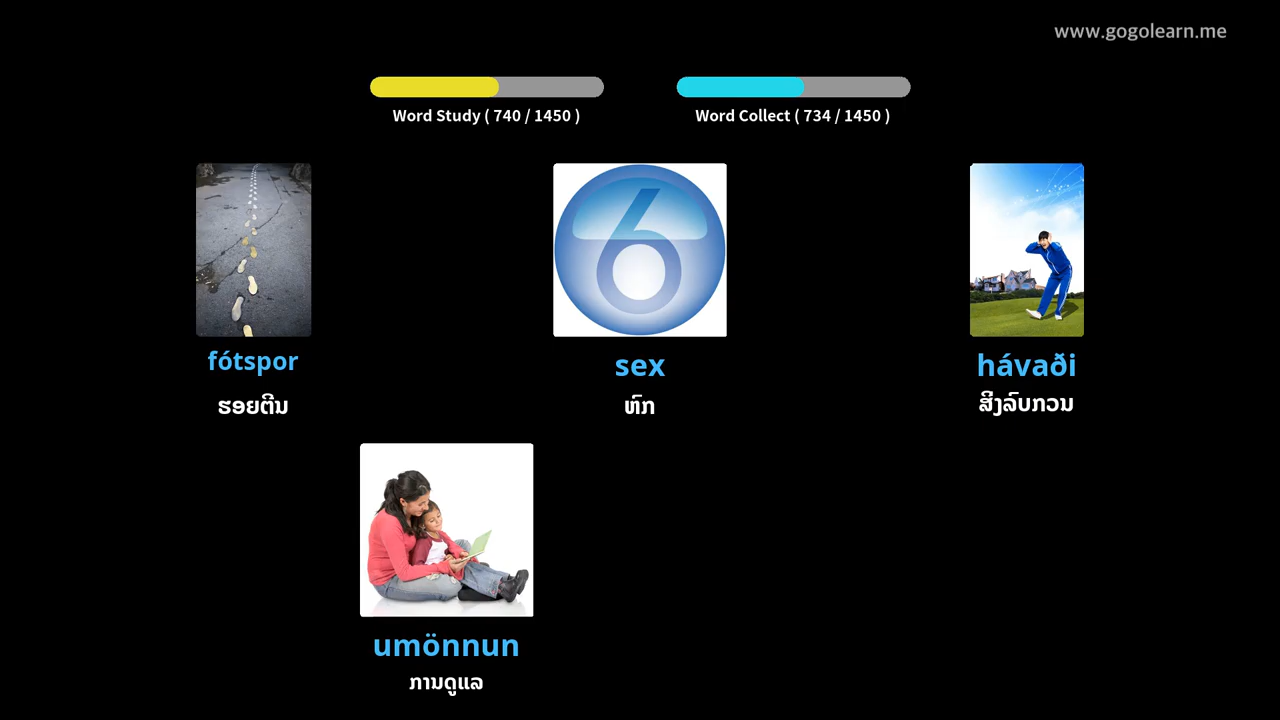 www.gogolearn.me
Word Study ( 740 / 1450 )
Word Collect ( 734 / 1450 )
6
fótspor
ຮອຍຕີນ
sex
ຫົກ
hávaði
ສິ່ງລົບກວນ
umönnun
ການດູແລ